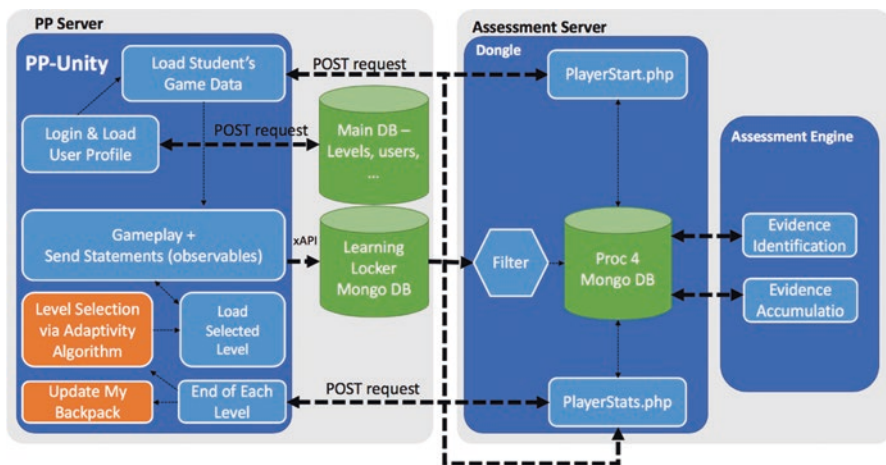 PP Server
PP-Unity
Load Student's
Game Data
Login & Load
User Profile
POST request
POST request
Main DB –
Levels, users,
...
Gameplay +
Send Statements (observables)
xAPI
Learning
Locker
Mongo DB
Level Selection
via Adaptivity
Algorithm
Load
Selected
Level
Update My
Backpack
End of Each
Level
POST request
Assessment Server
Dongle
PlayerStart.php
Filter
Proc 4
Mongo DB
PlayerStats.php
Assessment Engine
Evidence
Identification
Evidence
Accumulatio